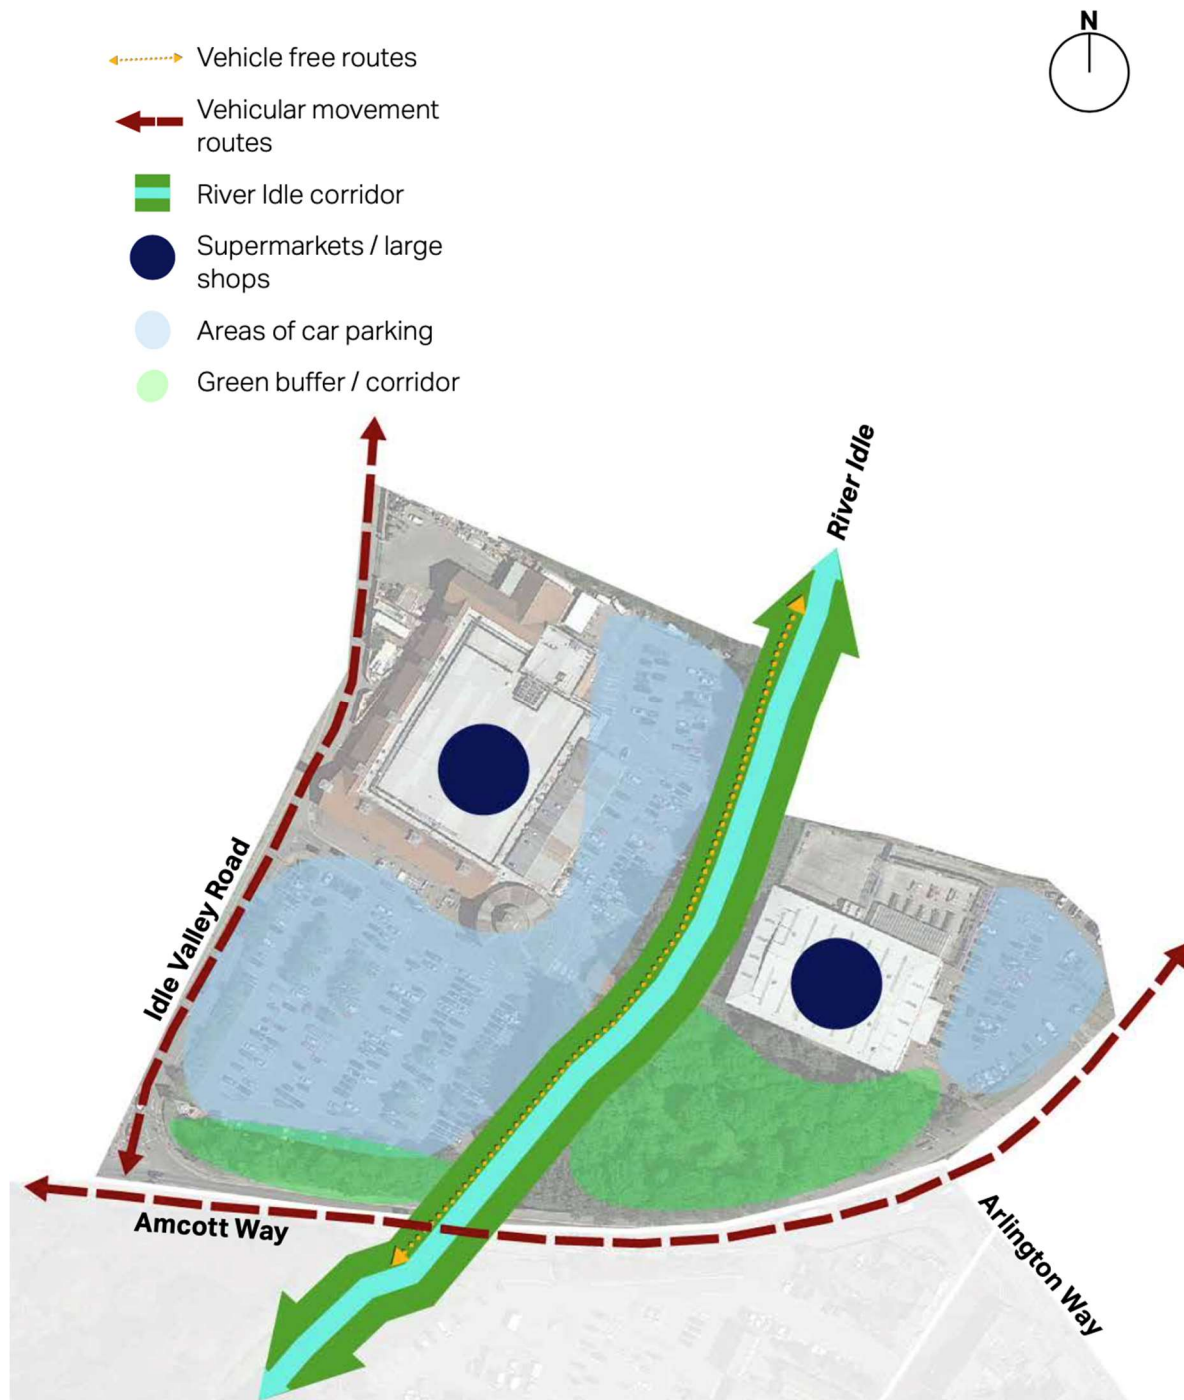 N
Vehicle free routes
Vehicular movement
routes
River Idle corridor
Supermarkets / large
shops
Areas of car parking
Green buffer / corridor
River Idle
Idle Valley Road
Amcott Way
Arlington Way